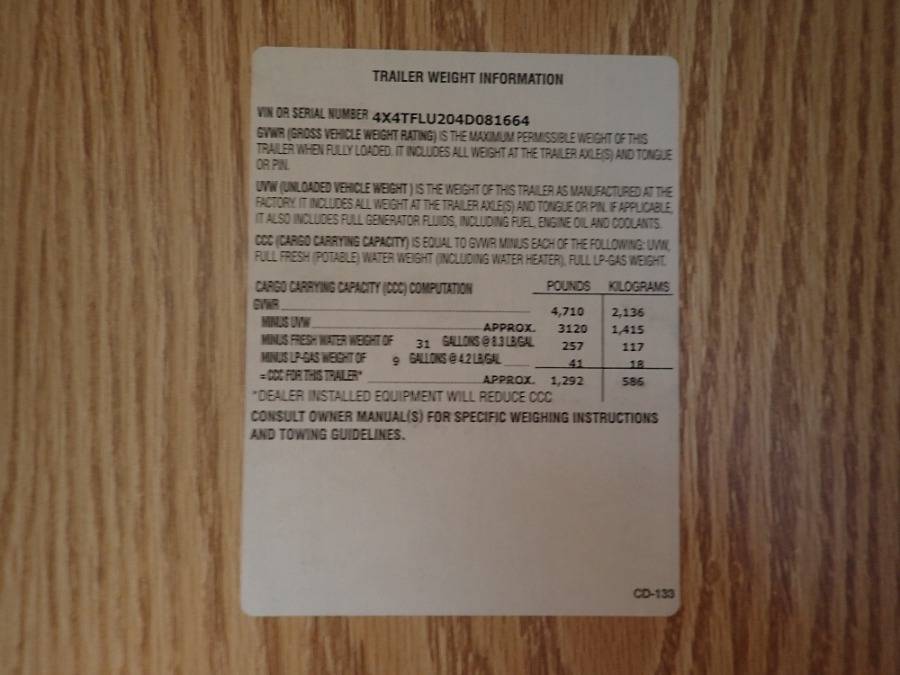 TRAILER WEIGHT INFORMATION
VIN OR SERIAL NUMBER 4X4TFLU204D081664
GVWR (GROSS VEHICLE WEIGHT RATING) IS THE MAXIMUM PERMISSIBLE WEIGHT OF THIS
TRAILER WHEN FULLY LOADED. IT INCLUDES ALL WEIGHT AT THE TRAILER AXLE(S) AND TONGUE
OR PIN.
UVW (UNLOADED VEHICLE WEIGHT ) IS THE WEIGHT OF THIS TRAILER AS MANUFACTURED AT THE
FACTORY. IT INCLUDES ALL WEIGHT AT THE TRAILER AXLE(S) AND TONGUE OR PIN. IF APPLICABLE,
IT ALSO INCLUDES FULL GENERATOR FLUIDS, INCLUDING FUEL, ENGINE OIL AND COOLANTS.
CCC (CARGO CARRYING CAPACITY) IS EQUAL TO GVWR MINUS EACH OF THE FOLLOWING: UVW,
FULL FRESH (POTABLE) WATER WEIGHT (INCLUDING WATER HEATER), FULL LP-GAS WEIGHT.
CARGO CARRYING CAPACITY (CCC) COMPUTATION POUNDS KILOGRAMS
GVWR 4,710 2,136
MINUS UVW APPROX. 3120 1,415
MINUS FRESH WATER WEIGHT OF 31 GALLONS @ 8.3 LB/GAL 257 117
MINUS LP-GAS WEIGHT OF 9 GALLONS @ 4.2 LB/GAL 41 18
=CCC FOR THIS TRAILER* APPROX. 1,292 586
*DEALER INSTALLED EQUIPMENT WILL REDUCE CCC
CONSULT OWNER MANUAL(S) FOR SPECIFIC WEIGHING INSTRUCTIONS
AND TOWING GUIDELINES.
CD-133